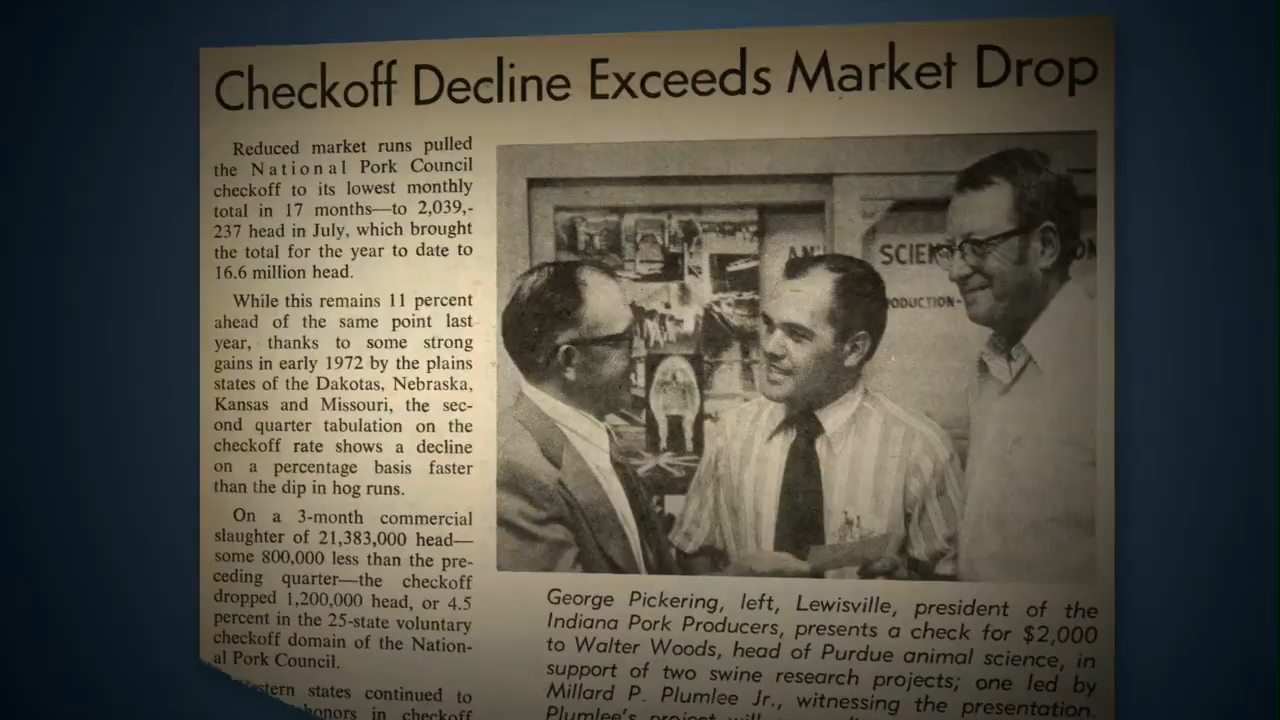 Checkoff Decline Exceeds Market Drop
Reduced market runs pulled
the National Pork Council
checkoff to its lowest monthly
total in 17 months—to 2,039,-
237 head in July, which brought
the total for the year to date to
16.6 million head.
While this remains 11 percent
ahead of the same point last
year, thanks to some strong
gains in early 1972 by the plains
states of the Dakotas, Nebraska,
Kansas and Missouri, the sec-
ond quarter tabulation on the
checkoff rate shows a decline
on a percentage basis faster
than the dip in hog runs.
On a 3-month commercial
slaughter of 21,383,000 head—
some 800,000 less than the pre-
ceding quarter—the checkoff
dropped 1,200,000 head, or 4.5
percent in the 25-state voluntary
checkoff domain of the Nation-
al Pork Council.
states continued to
honors in checkoff
AN
SCIEN
ODUCTION-
George Pickering, left, Lewisville, president of the
Indiana Pork Producers, presents a check for $2,000
to Walter Woods, head of Purdue animal science, in
support of two swine research projects; one led by
Millard P. Plumlee Jr., witnessing the presentation.
Plumlee's project will